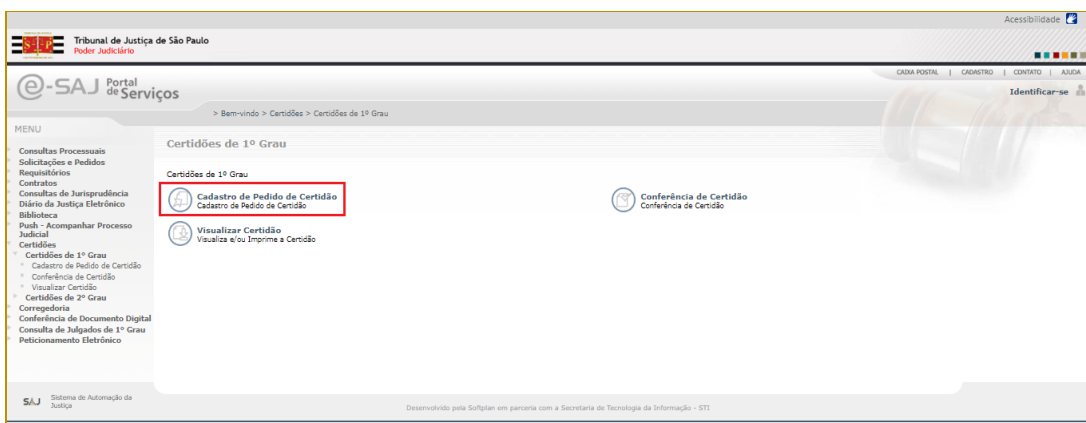 Acessibilidade
Tribunal de Justiça de São Paulo
Poder Judiciário
STP
CAIXA POSTAL | CADASTRO | CONTATO | AJUDA
e-SAJ Portal de Serviços
Identificar-se
> Bem-vindo > Certidões > Certidões de 1º Grau
MENU
Consultas Processuais
Solicitações e Pedidos
Requisitórios
Contratos
Consultas de Jurisprudência
Diário da Justiça Eletrônico
Biblioteca
Push - Acompanhar Processo
Judicial
Certidões
Certidões de 1º Grau
Cadastro de Pedido de Certidão
Conferência de Certidão
Visualizar Certidão
Certidões de 2º Grau
Corregedoria
Conferência de Documento Digital
Consulta de Julgados de 1º Grau
Peticionamento Eletrônico
Certidões de 1º Grau
Certidões de 1º Grau
Cadastro de Pedido de Certidão
Cadastro de Pedido de Certidão
Conferência de Certidão
Conferência de Certidão
Visualizar Certidão
Visualiza e/ou Imprime a Certidão
SAJ Sistema de Automação da
Justiça
Desenvolvido pela Softplan em parceria com a Secretaria de Tecnologia da Informação - STI